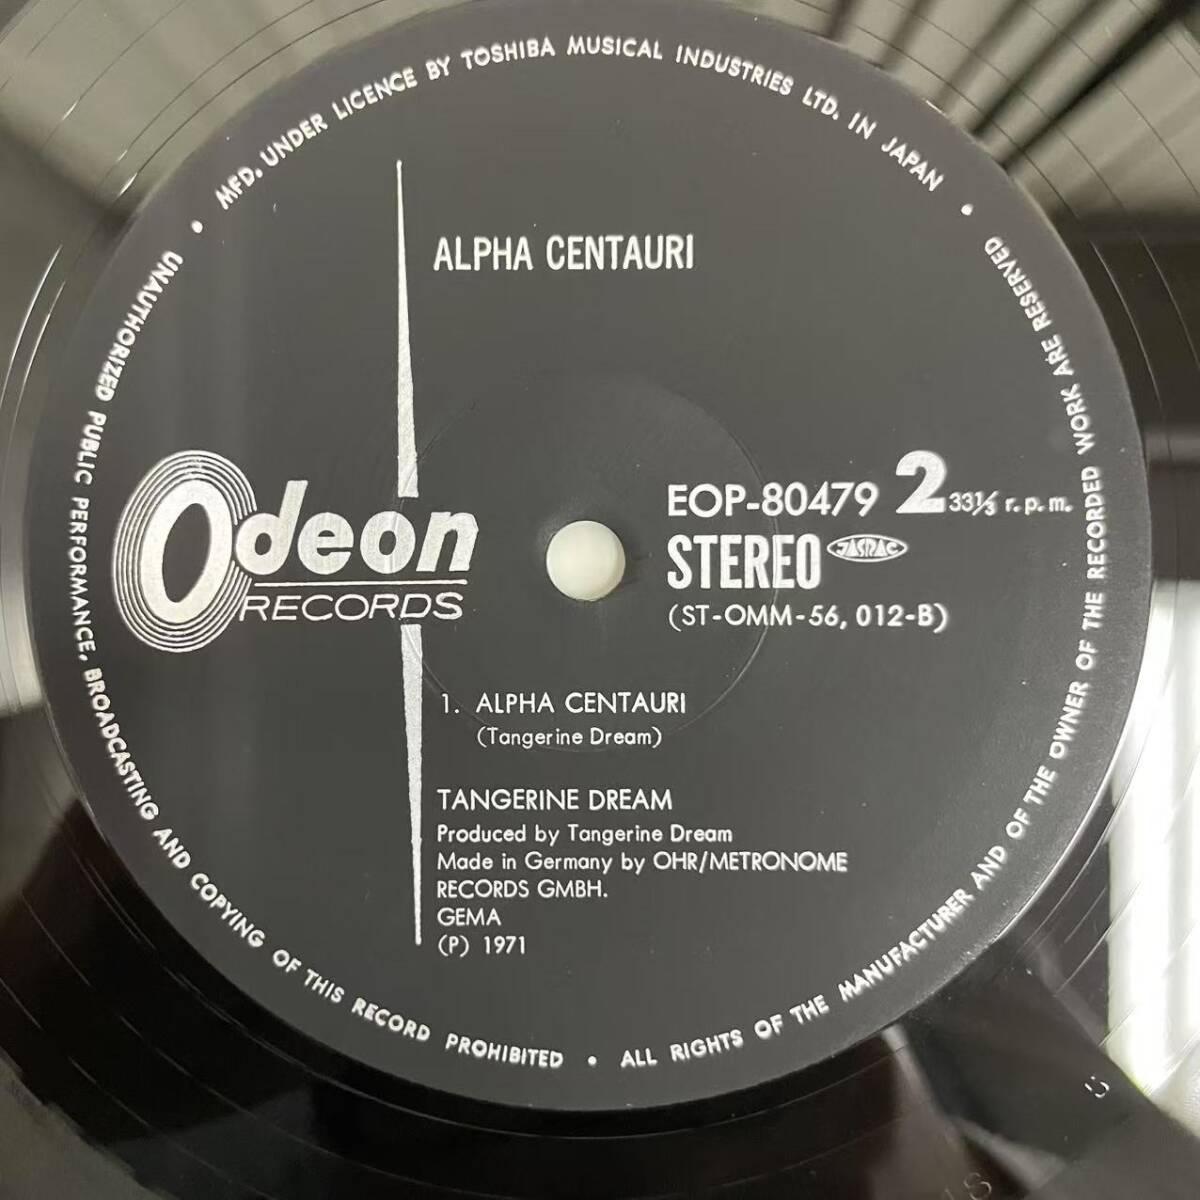 MFD. UNDER LICENCE BY TOSHIBA MUSICAL INDUSTRIES LTD. IN JAPAN
ALPHA CENTAURI
Odeon
RECORDS
EOP-80479 2 33⅓ r.p.m.
STEREO JASRAC
(ST-OMM-56, 012-B)
1. ALPHA CENTAURI
(Tangerine Dream)
TANGERINE DREAM
Produced by Tangerine Dream
Made in Germany by OHR/METRONOME
RECORDS GMBH.
GEMA
(P) 1971
UNAUTHORIZED PUBLIC PERFORMANCE, BROADCASTING AND COPYING OF THIS RECORD PROHIBITED • ALL RIGHTS OF THE MANUFACTURER AND OF THE OWNER OF THE RECORDED WORK ARE RESERVED